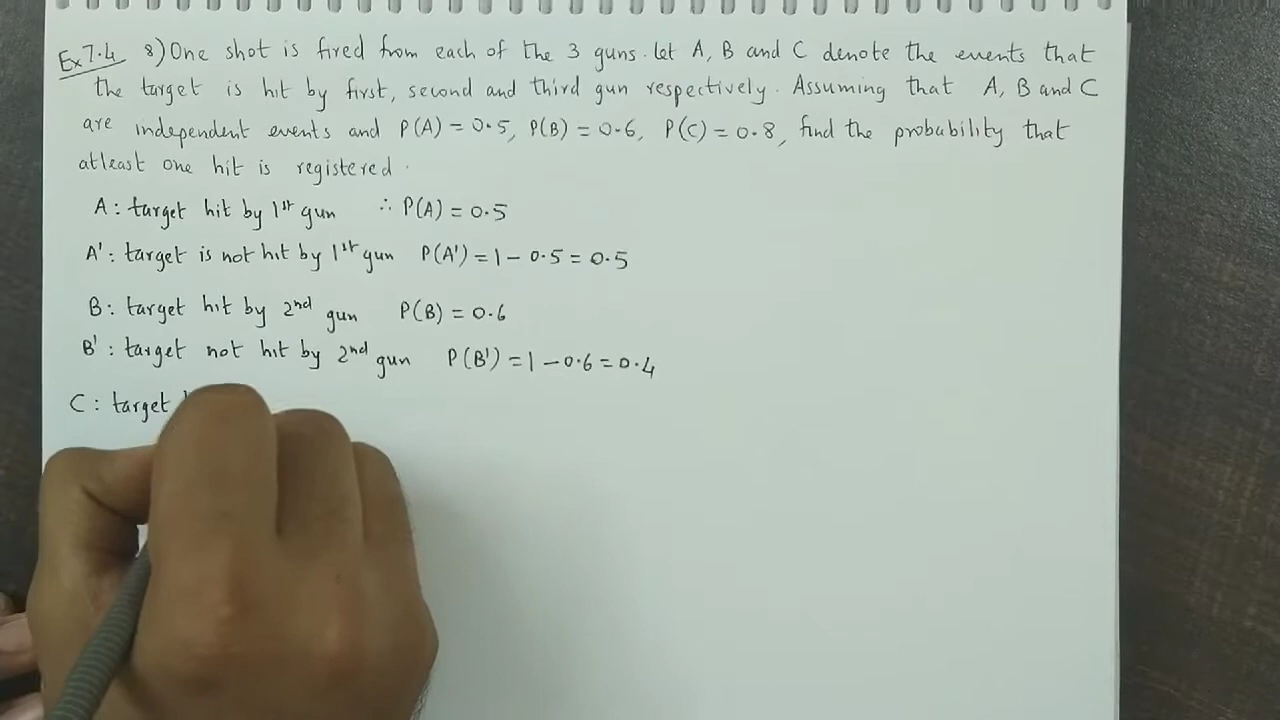 Ex 7.4 8) One shot is fired from each of the 3 guns. let A, B and C denote the events that
the target is hit by first, second and third gun respectively. Assuming that A, B and C
are independent events and P(A) = 0.5, P(B) = 0.6, P(C) = 0.8, find the probability that
atleast one hit is registered.
A: target hit by 1st gun ∴ P(A) = 0.5
A': target is not hit by 1st gun P(A') = 1 - 0.5 = 0.5
B: target hit by 2nd gun P(B) = 0.6
B': target not hit by 2nd gun P(B') = 1 - 0.6 = 0.4
C: target